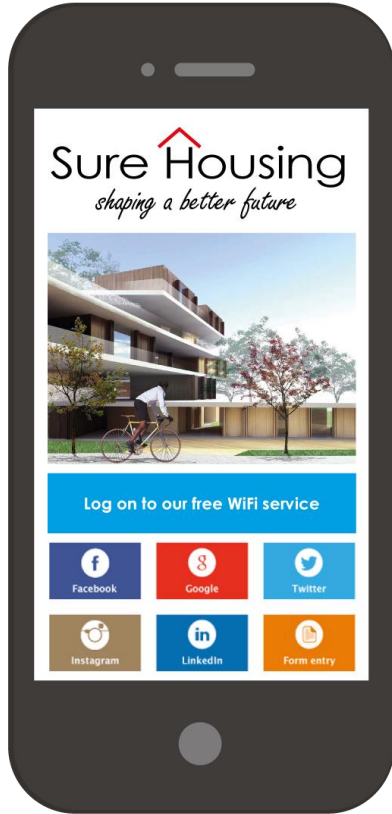 Sure Housing
shaping a better future
Log on to our free WiFi service
Facebook
Google
Twitter
Instagram
LinkedIn
Form entry